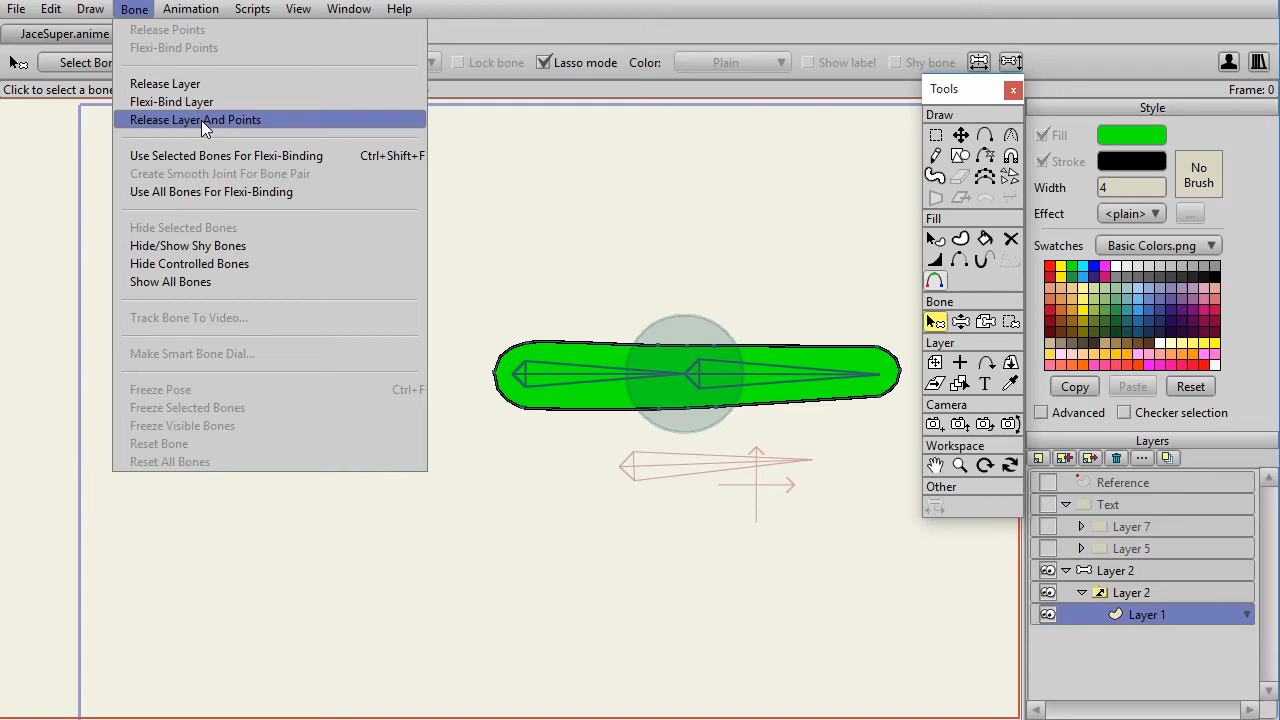 File Edit Draw Bone Animation Scripts View Window Help
JaceSuper.anime
Select Bon
Lock bone
Lasso mode
Color:
Plain
Show label
Shy bone
Click to select a bone
Frame: 0
Release Points
Flexi-Bind Points
Release Layer
Flexi-Bind Layer
Release Layer And Points
Use Selected Bones For Flexi-Binding Ctrl+Shift+F
Create Smooth Joint For Bone Pair
Use All Bones For Flexi-Binding
Hide Selected Bones
Hide/Show Shy Bones
Hide Controlled Bones
Show All Bones
Track Bone To Video...
Make Smart Bone Dial...
Freeze Pose Ctrl+F
Freeze Selected Bones
Freeze Visible Bones
Reset Bone
Reset All Bones
Tools
x
Draw
Fill
Bone
Layer
T
Camera
Workspace
Other
Style
Fill
Stroke
No
Brush
Width
4
Effect
<plain>
...
Swatches
Basic Colors.png
Copy
Paste
Reset
Advanced
Checker selection
Layers
Reference
Text
Layer 7
Layer 5
Layer 2
Layer 2
Layer 1